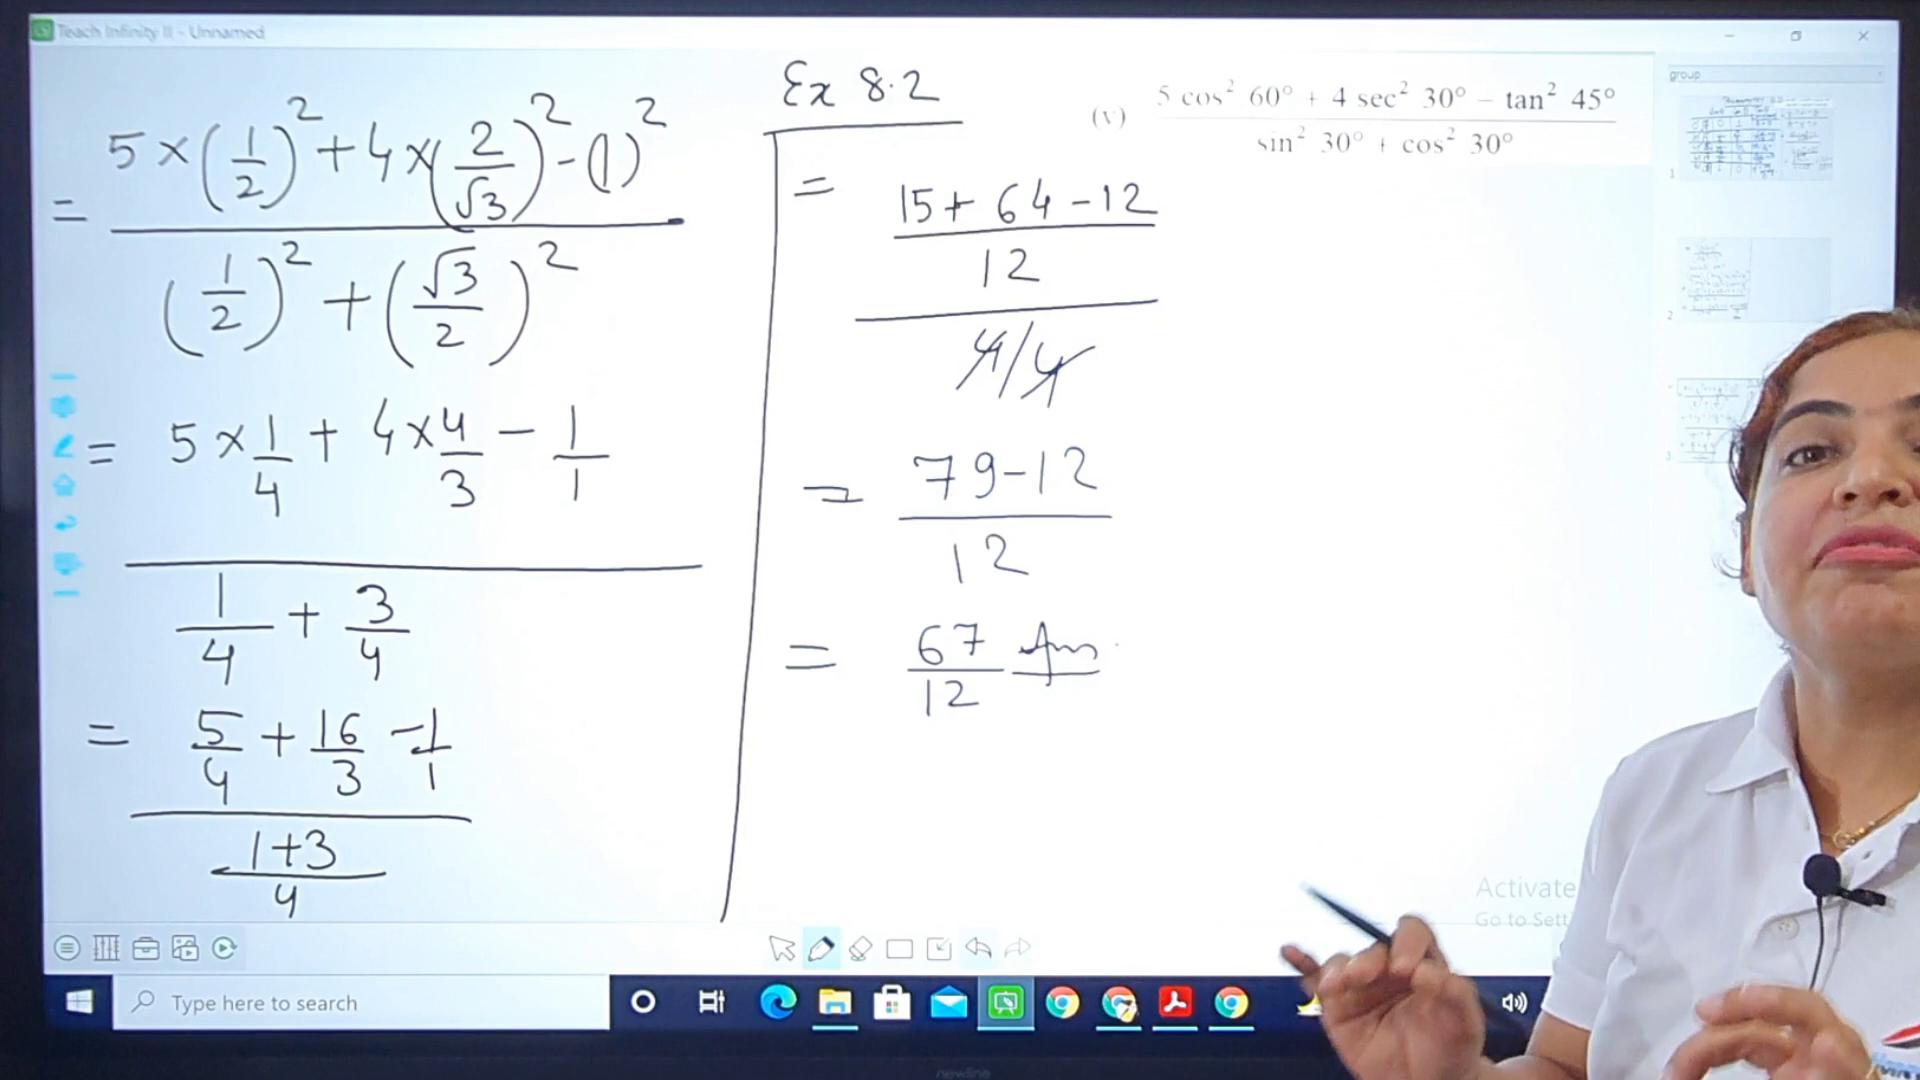 Teach Infinity II - Unnamed
group
Ex 8.2
(v) 5 cos² 60° + 4 sec² 30° − tan² 45°
sin² 30° + cos² 30°
= 5 × (1/2)² + 4 × (2/√3)² - (1)²
(1/2)² + (√3/2)²
= 5 × 1/4 + 4 × 4/3 - 1/1
1/4 + 3/4
= 5/4 + 16/3 - 1/1
1+3
4
= 15 + 64 - 12
12
4/4
= 79 - 12
12
= 67/12 Ans.
1
2
3
Activate
Go to Sett
Type here to search
newline